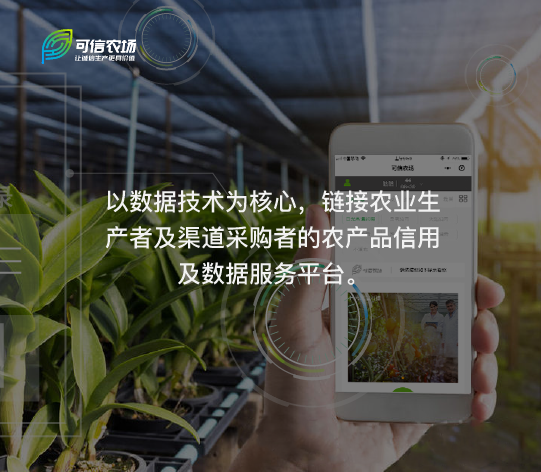 可信农场
让诚信生产更具价值
可信农场
以数据技术为核心，链接农业生
产者及渠道采购者的农产品信用
及数据服务平台。